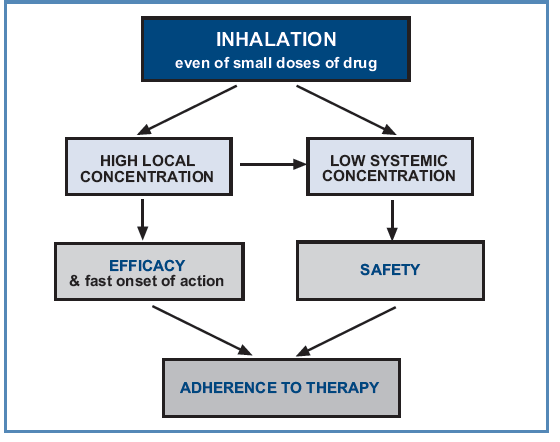 INHALATION
even of small doses of drug
HIGH LOCAL
CONCENTRATION
LOW SYSTEMIC
CONCENTRATION
EFFICACY
& fast onset of action
SAFETY
ADHERENCE TO THERAPY